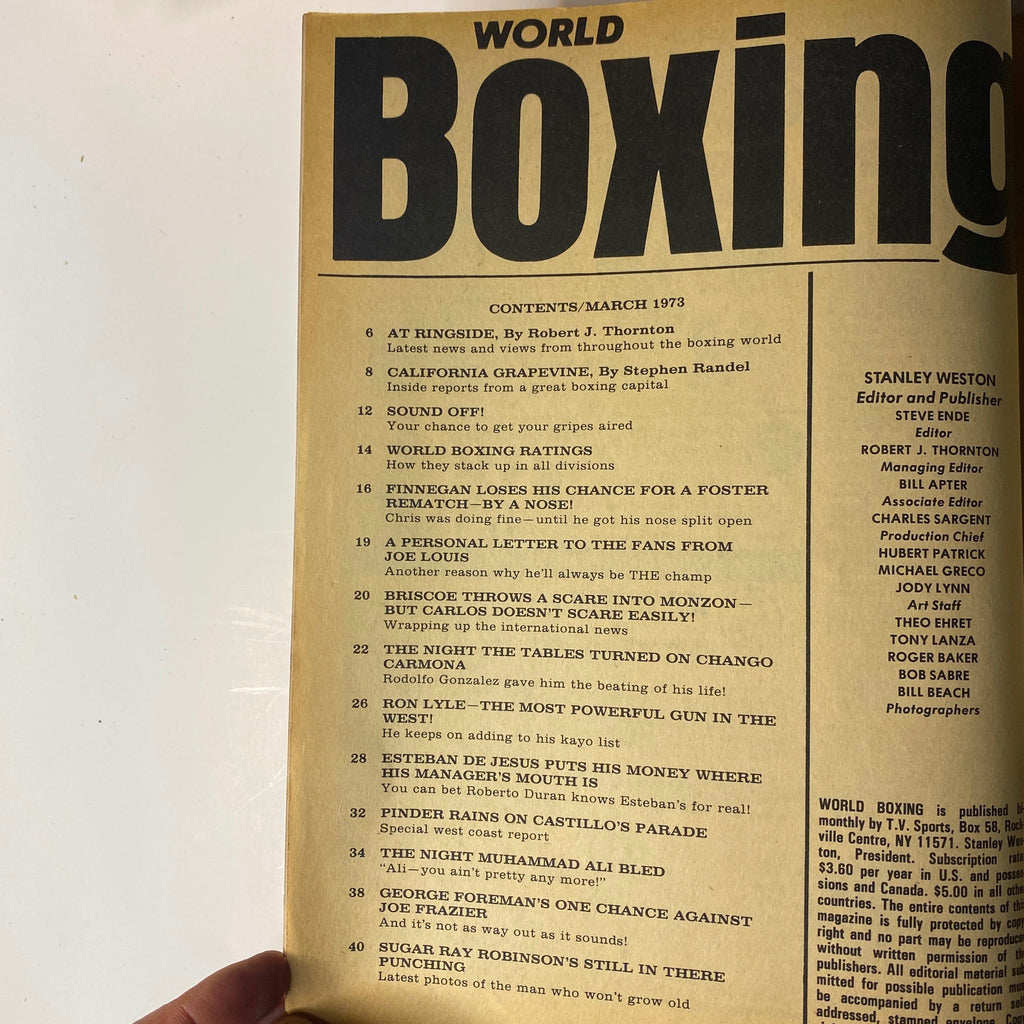 WORLD
Boxing
CONTENTS/MARCH 1973
6 AT RINGSIDE, By Robert J. Thornton
Latest news and views from throughout the boxing world
8 CALIFORNIA GRAPEVINE, By Stephen Randel
Inside reports from a great boxing capital
12 SOUND OFF!
Your chance to get your gripes aired
14 WORLD BOXING RATINGS
How they stack up in all divisions
16 FINNEGAN LOSES HIS CHANCE FOR A FOSTER
REMATCH—BY A NOSE!
Chris was doing fine—until he got his nose split open
19 A PERSONAL LETTER TO THE FANS FROM
JOE LOUIS
Another reason why he'll always be THE champ
20 BRISCOE THROWS A SCARE INTO MONZON—
BUT CARLOS DOESN'T SCARE EASILY!
Wrapping up the international news
22 THE NIGHT THE TABLES TURNED ON CHANGO
CARMONA
Rodolfo Gonzalez gave him the beating of his life!
26 RON LYLE—THE MOST POWERFUL GUN IN THE
WEST!
He keeps on adding to his kayo list
28 ESTEBAN DE JESUS PUTS HIS MONEY WHERE
HIS MANAGER'S MOUTH IS
You can bet Roberto Duran knows Esteban's for real!
32 PINDER RAINS ON CASTILLO'S PARADE
Special west coast report
34 THE NIGHT MUHAMMAD ALI BLED
"Ali—you ain't pretty any more!"
38 GEORGE FOREMAN'S ONE CHANCE AGAINST
JOE FRAZIER
And it's not as way out as it sounds!
40 SUGAR RAY ROBINSON'S STILL IN THERE
PUNCHING
Latest photos of the man who won't grow old
STANLEY WESTON
Editor and Publisher
STEVE ENDE
Editor
ROBERT J. THORNTON
Managing Editor
BILL APTER
Associate Editor
CHARLES SARGENT
Production Chief
HUBERT PATRICK
MICHAEL GRECO
JODY LYNN
Art Staff
THEO EHRET
TONY LANZA
ROGER BAKER
BOB SABRE
BILL BEACH
Photographers
WORLD BOXING is published bi-
monthly by T.V. Sports, Box 58, Rock
ville Centre, NY 11571. Stanley Wes
ton, President. Subscription rate
$3.60 per year in U.S. and posses
sions and Canada. $5.00 in all othe
countries. The entire contents of th
magazine is fully protected by copy
right and no part may be reproduce
without written permission of th
publishers. All editorial material sub
mitted for possible publication mus
be accompanied by a return sel
addressed, stamped envelope. Cop